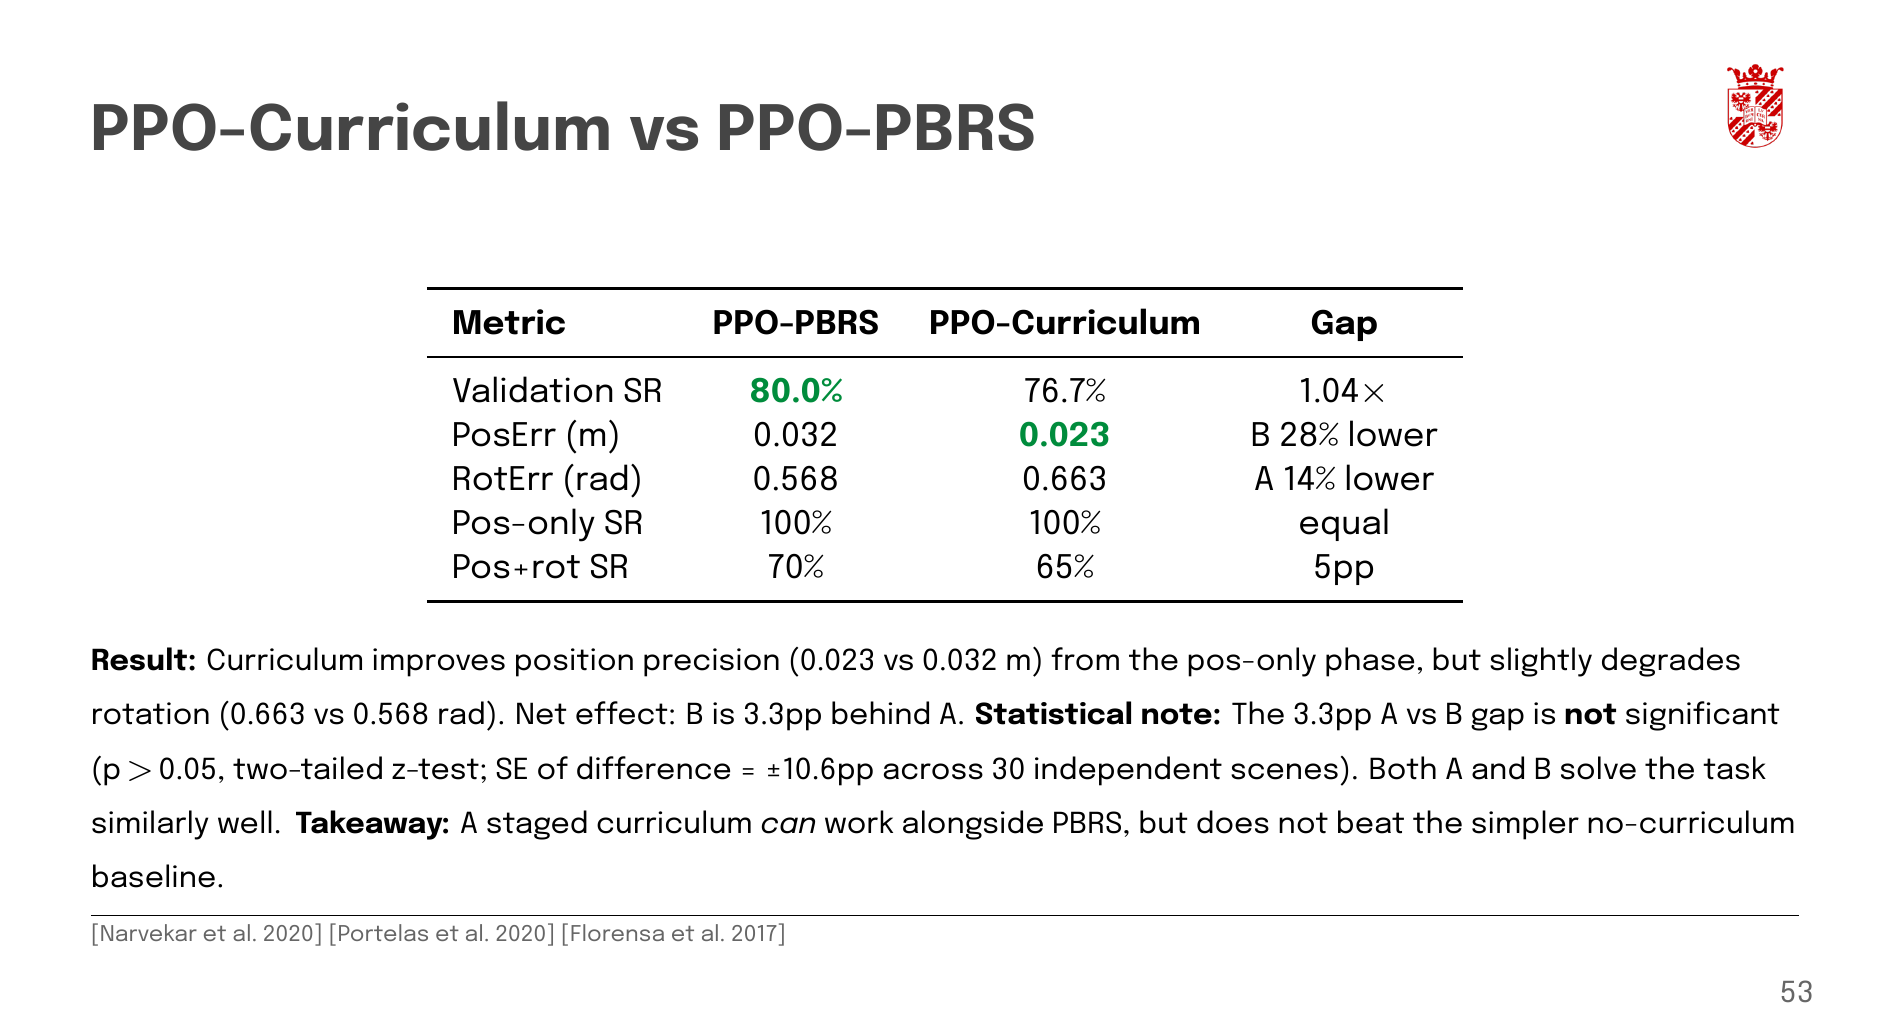 PPO-Curriculum vs PPO-PBRS
Metric PPO-PBRS PPO-Curriculum Gap
Validation SR 80.0% 76.7% 1.04×
PosErr (m) 0.032 0.023 B 28% lower
RotErr (rad) 0.568 0.663 A 14% lower
Pos-only SR 100% 100% equal
Pos+rot SR 70% 65% 5pp
Result: Curriculum improves position precision (0.023 vs 0.032 m) from the pos-only phase, but slightly degrades
rotation (0.663 vs 0.568 rad). Net effect: B is 3.3pp behind A. Statistical note: The 3.3pp A vs B gap is not significant
(p > 0.05, two-tailed z-test; SE of difference = ±10.6pp across 30 independent scenes). Both A and B solve the task
similarly well. Takeaway: A staged curriculum can work alongside PBRS, but does not beat the simpler no-curriculum
baseline.
[Narvekar et al. 2020] [Portelas et al. 2020] [Florensa et al. 2017]
53